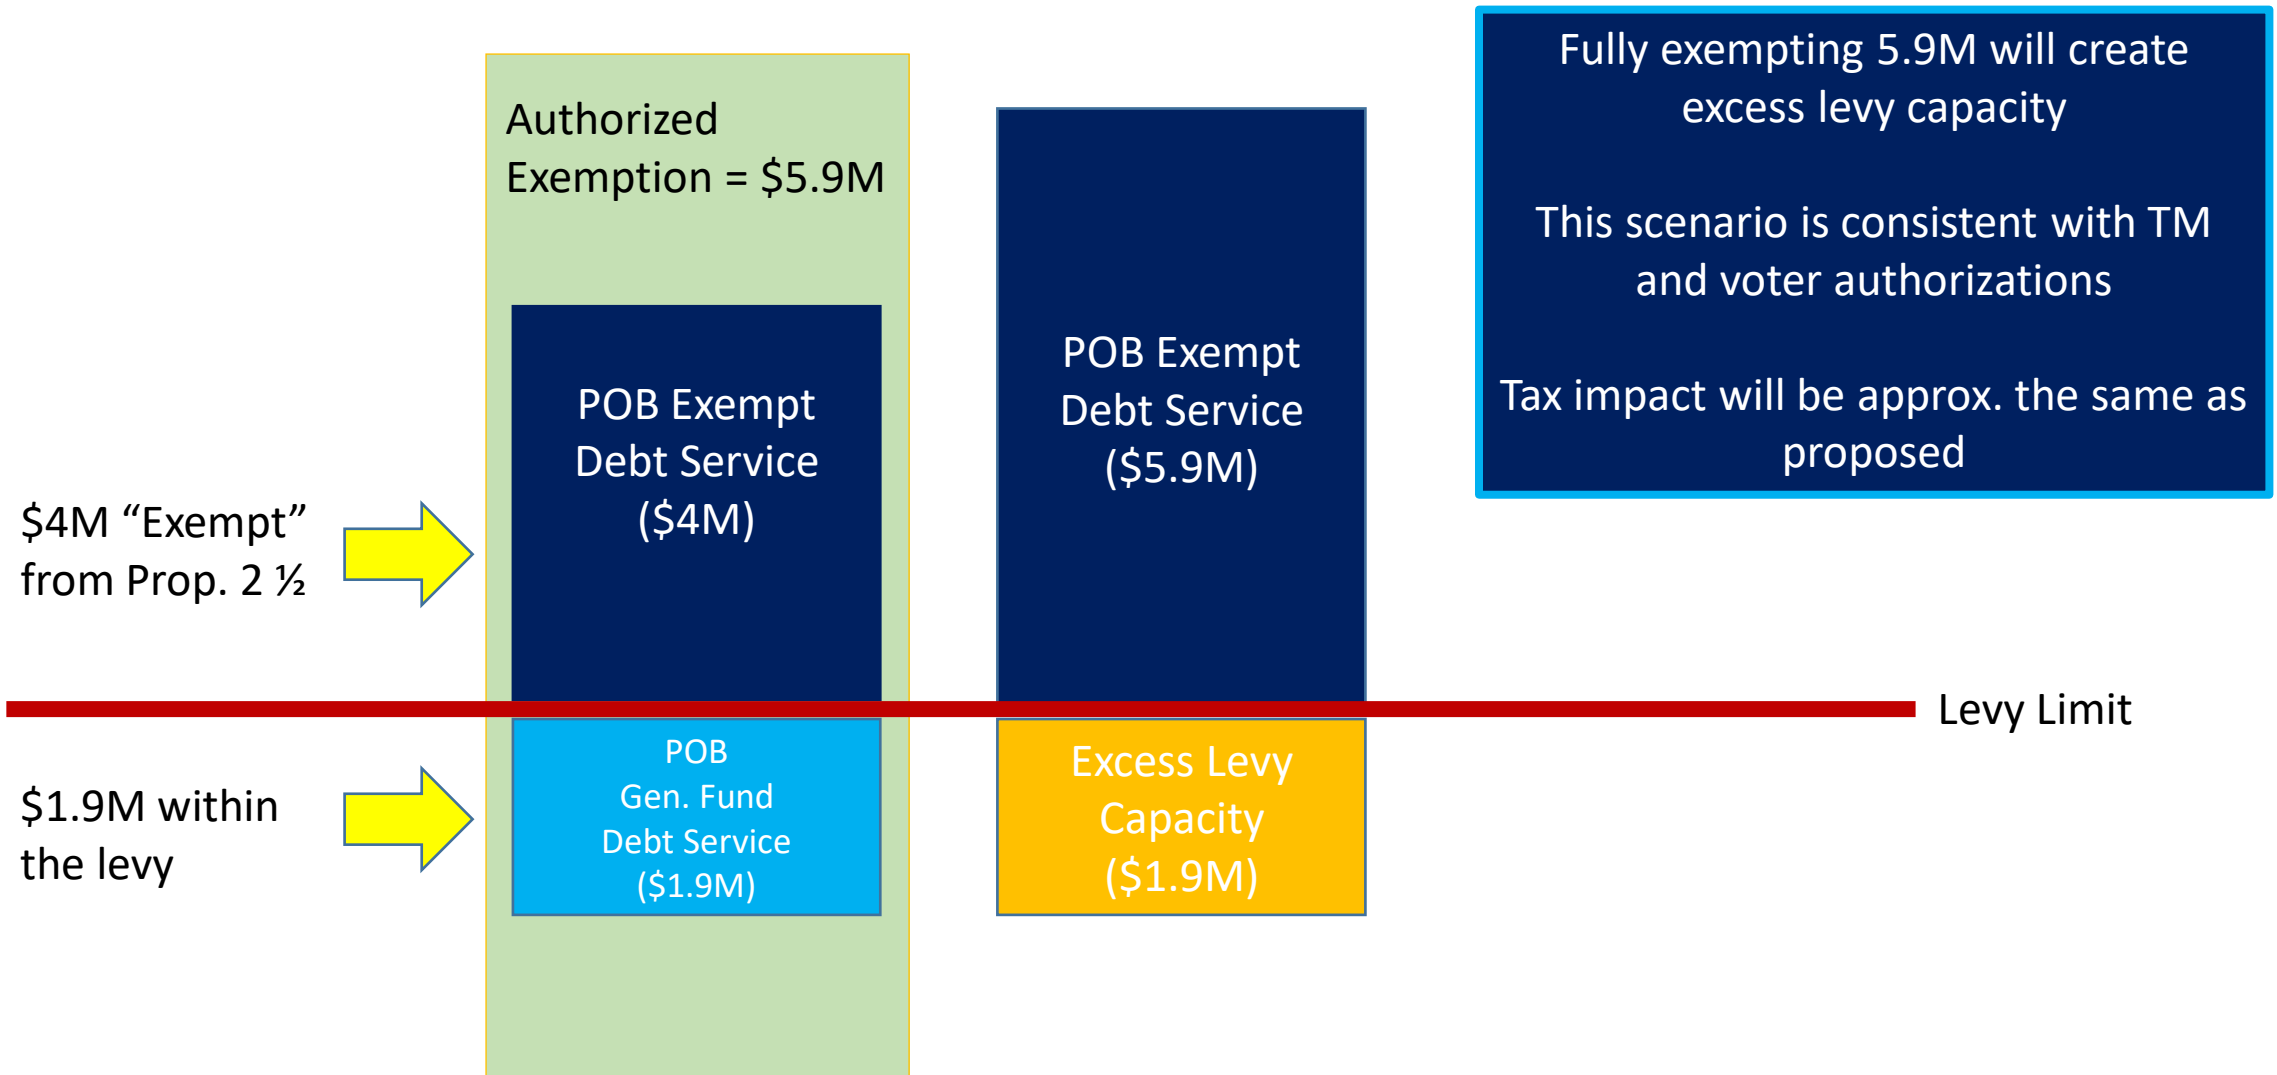 Authorized
Exemption = $5.9M
POB Exempt
Debt Service
($4M)
POB
Gen. Fund
Debt Service
($1.9M)
$4M “Exempt”
from Prop. 2 ½
$1.9M within
the levy
POB Exempt
Debt Service
($5.9M)
Excess Levy
Capacity
($1.9M)
Fully exempting 5.9M will create
excess levy capacity
This scenario is consistent with TM
and voter authorizations
Tax impact will be approx. the same as
proposed
Levy Limit